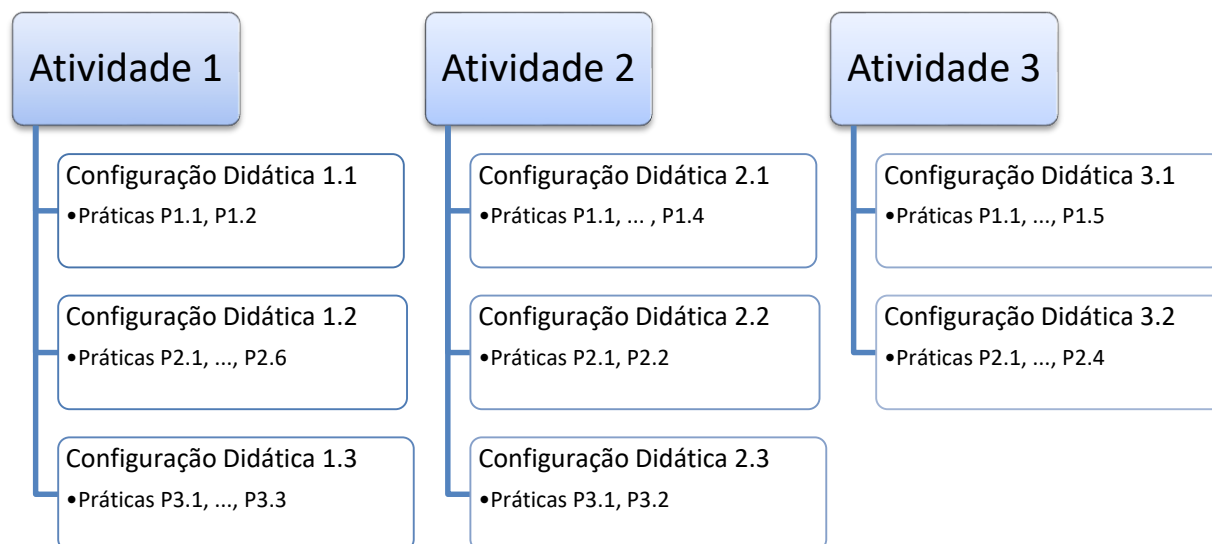 Atividade 1
Configuração Didática 1.1
•Práticas P1.1, P1.2
Configuração Didática 1.2
•Práticas P2.1, ..., P2.6
Configuração Didática 1.3
•Práticas P3.1, ..., P3.3
Atividade 2
Configuração Didática 2.1
•Práticas P1.1, ... , P1.4
Configuração Didática 2.2
•Práticas P2.1, P2.2
Configuração Didática 2.3
•Práticas P3.1, P3.2
Atividade 3
Configuração Didática 3.1
•Práticas P1.1, ..., P1.5
Configuração Didática 3.2
•Práticas P2.1, ..., P2.4